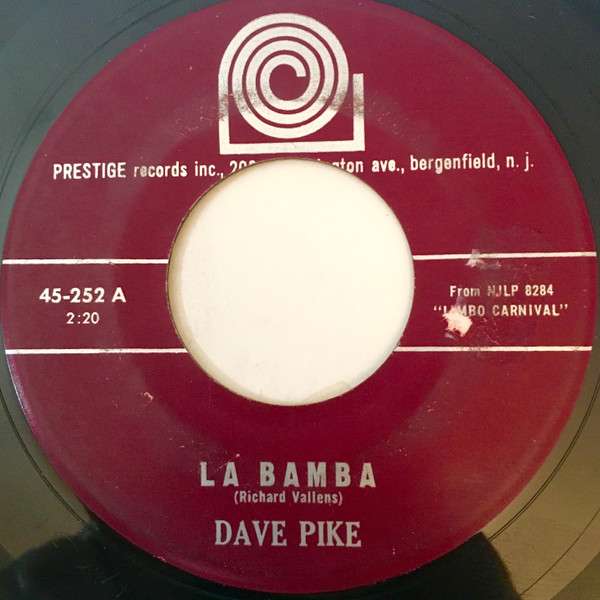 PRESTIGE records inc., ave., bergenfield, n. j.
45-252 A
2:20
From NJLP 8284
"LIMBO CARNIVAL"
LA BAMBA
(Richard Vallens)
DAVE PIKE